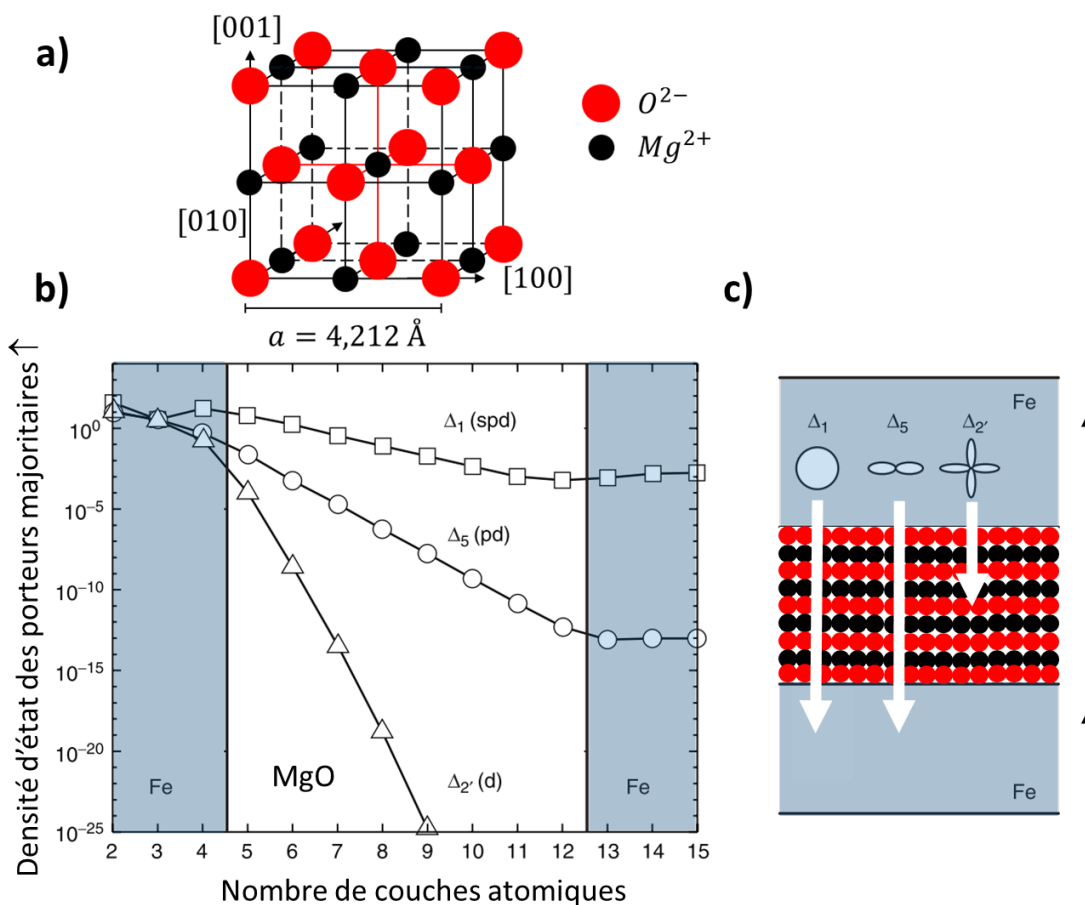 a)
[001]
O²⁻
Mg²⁺
[010]
[100]
a = 4,212 Å
b)
c)
Densité d'état des porteurs majoritaires ↑
10⁰
10⁻⁵
10⁻¹⁰
10⁻¹⁵
10⁻²⁰
10⁻²⁵
Δ₁ (spd)
Δ₅ (pd)
Δ₂′ (d)
Fe
MgO
Fe
2 3 4 5 6 7 8 9 10 11 12 13 14 15
Nombre de couches atomiques
Fe
Δ₁ Δ₅ Δ₂′
Fe